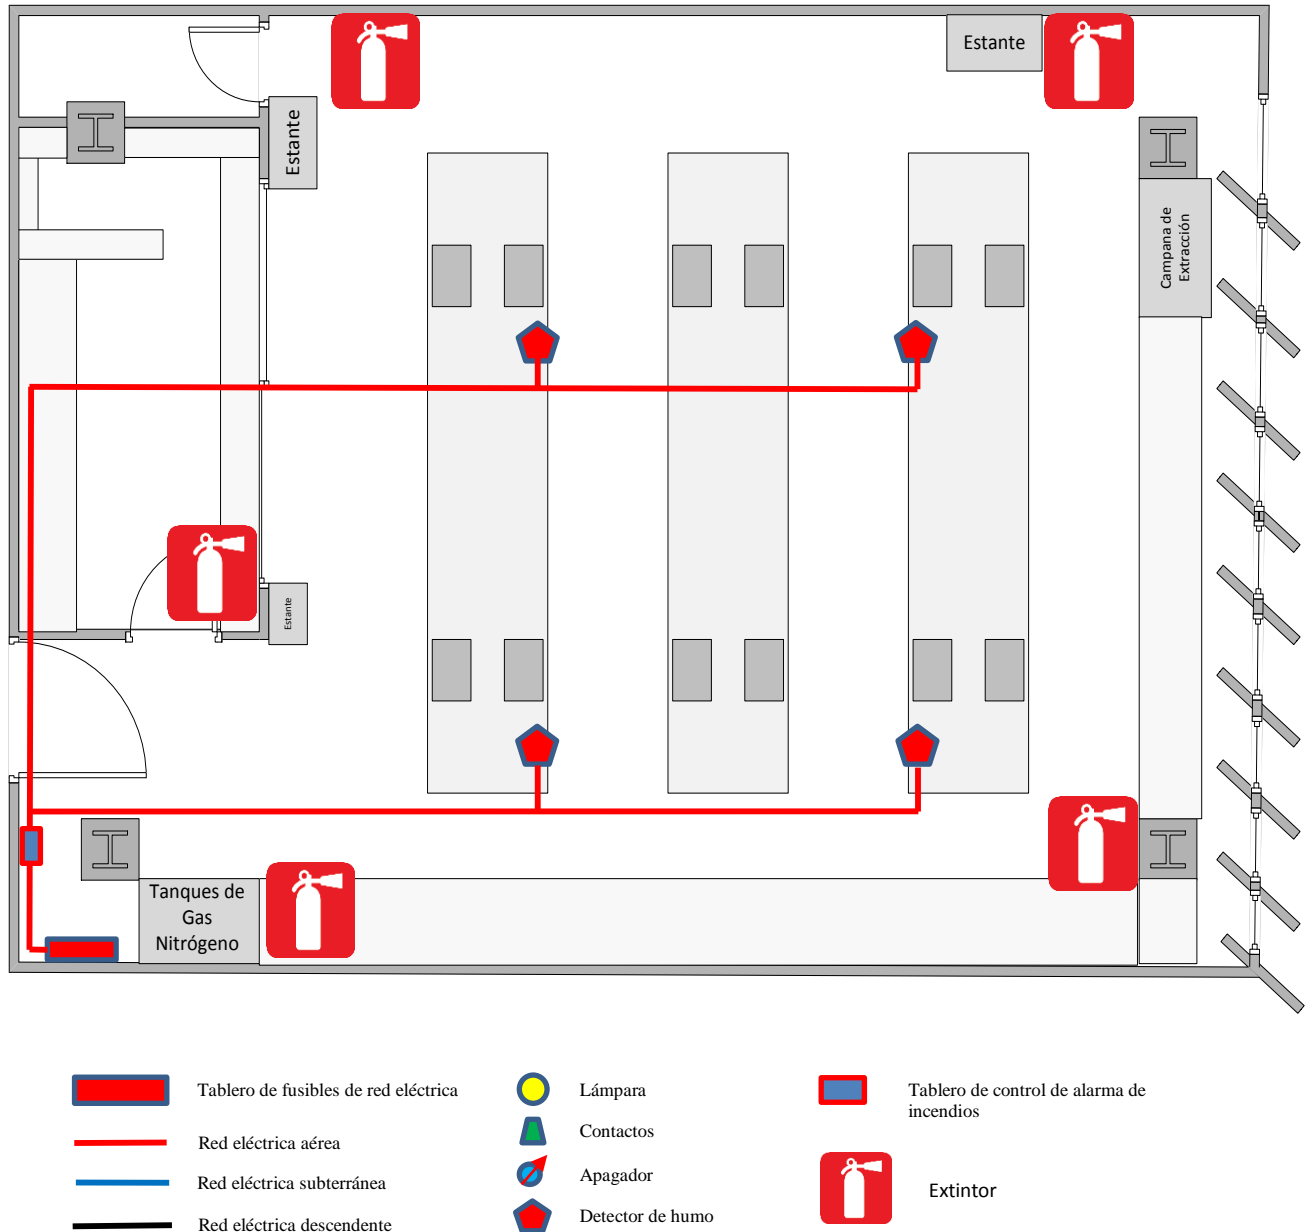 Estante
Estante
Campana de
Extracción
Estante
Tanques de
Gas
Nitrógeno
Tablero de fusibles de red eléctrica
Red eléctrica aérea
Red eléctrica subterránea
Red eléctrica descendente
Lámpara
Contactos
Apagador
Detector de humo
Tablero de control de alarma de
incendios
Extintor